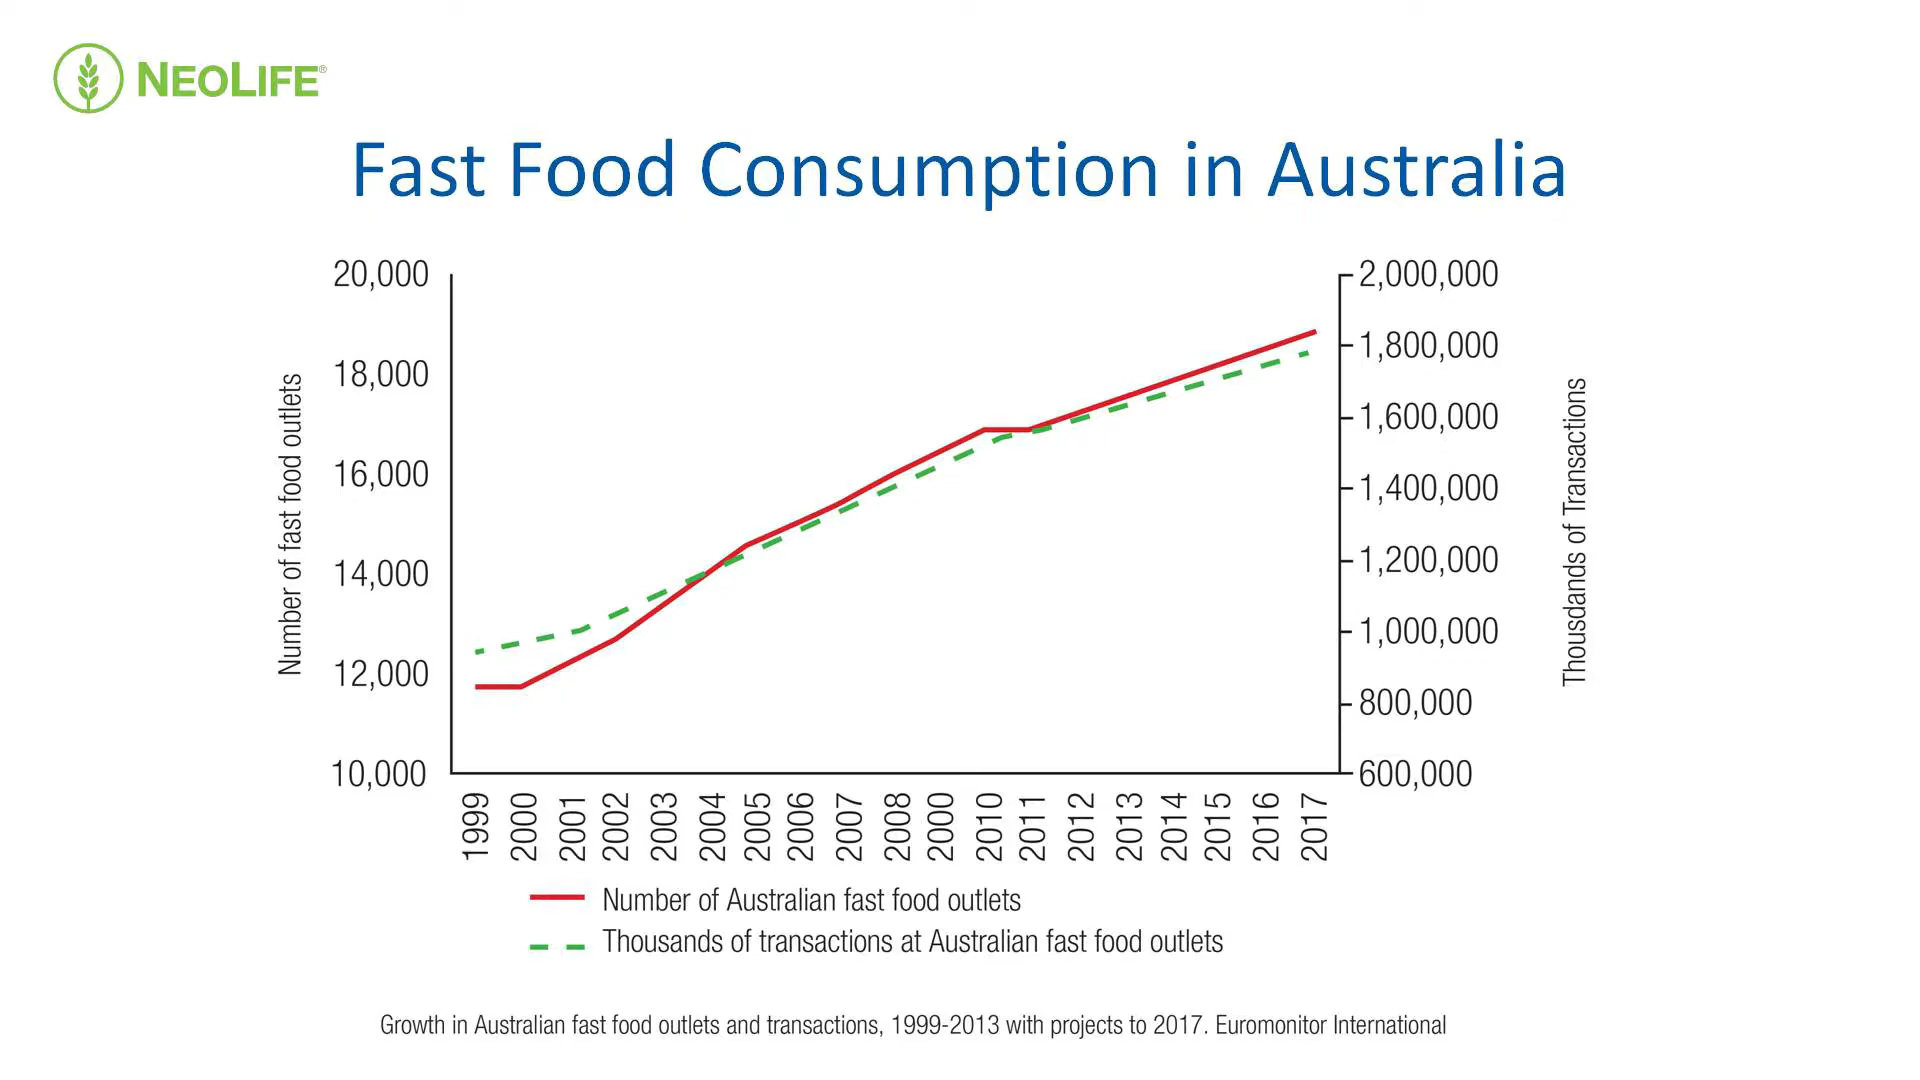 NEOLIFE®
Fast Food Consumption in Australia
20,000
18,000
16,000
14,000
12,000
10,000
Number of fast food outlets
2,000,000
1,800,000
1,600,000
1,400,000
1,200,000
1,000,000
800,000
600,000
Thousdands of Transactions
1999 2000 2001 2002 2003 2004 2005 2006 2007 2008 2000 2010 2011 2012 2013 2014 2015 2016 2017
Number of Australian fast food outlets
Thousands of transactions at Australian fast food outlets
Growth in Australian fast food outlets and transactions, 1999-2013 with projects to 2017. Euromonitor International